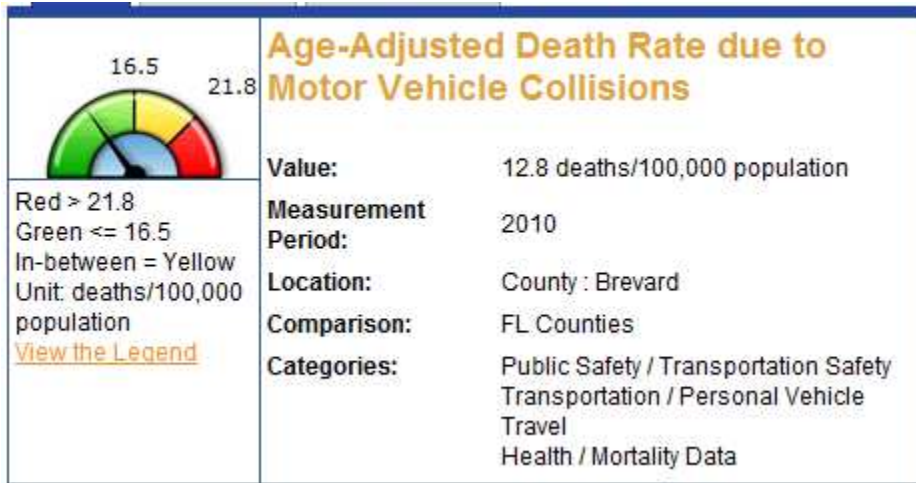 16.5
21.8
Red > 21.8
Green <= 16.5
In-between = Yellow
Unit: deaths/100,000
population
View the Legend
Age-Adjusted Death Rate due to
Motor Vehicle Collisions
Value: 12.8 deaths/100,000 population
Measurement
Period: 2010
Location: County : Brevard
Comparison: FL Counties
Categories: Public Safety / Transportation Safety
Transportation / Personal Vehicle
Travel
Health / Mortality Data